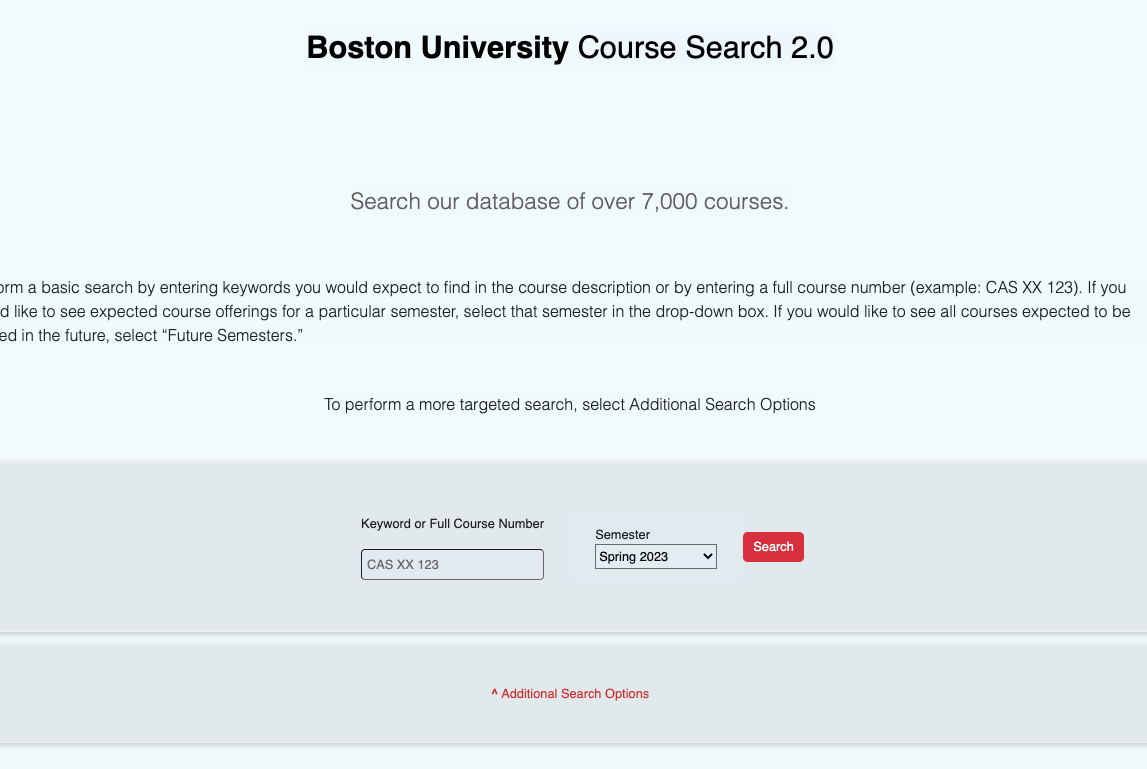 Boston University Course Search 2.0
Search our database of over 7,000 courses.
orm a basic search by entering keywords you would expect to find in the course description or by entering a full course number (example: CAS XX 123). If you
d like to see expected course offerings for a particular semester, select that semester in the drop-down box. If you would like to see all courses expected to be
ed in the future, select “Future Semesters.”
To perform a more targeted search, select Additional Search Options
Keyword or Full Course Number
CAS XX 123
Semester
Spring 2023
Search
^ Additional Search Options